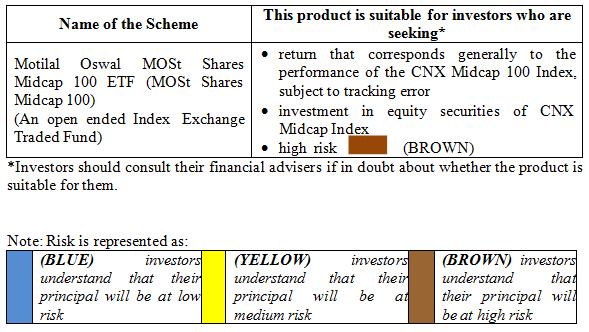 Name of the Scheme
This product is suitable for investors who are
seeking*
Motilal Oswal MOSt Shares
Midcap 100 ETF (MOSt Shares
Midcap 100)
(An open ended Index Exchange
Traded Fund)
• return that corresponds generally to the
performance of the CNX Midcap 100 Index,
subject to tracking error
• investment in equity securities of CNX
Midcap Index
• high risk (BROWN)
*Investors should consult their financial advisers if in doubt about whether the product is
suitable for them.
Note: Risk is represented as:
(BLUE) investors
understand that their
principal will be at low
risk
(YELLOW) investors
understand that their
principal will be at
medium risk
(BROWN) investors
understand that
their principal will
be at high risk